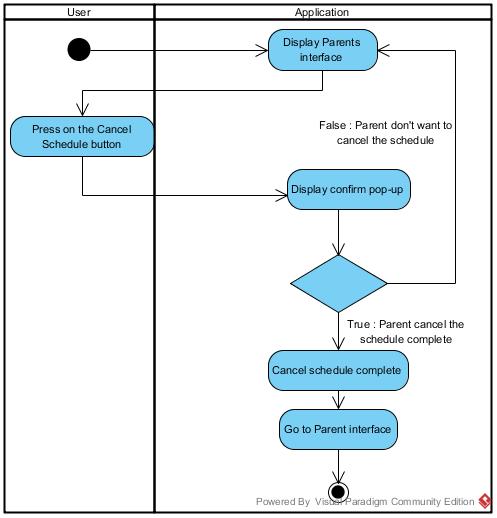 User
Application
Display Parents
interface
Press on the Cancel
Schedule button
False : Parent don't want to
cancel the schedule
Display confirm pop-up
True : Parent cancel the
schedule complete
Cancel schedule complete
Go to Parent interface
Powered By Visual Paradigm Community Edition